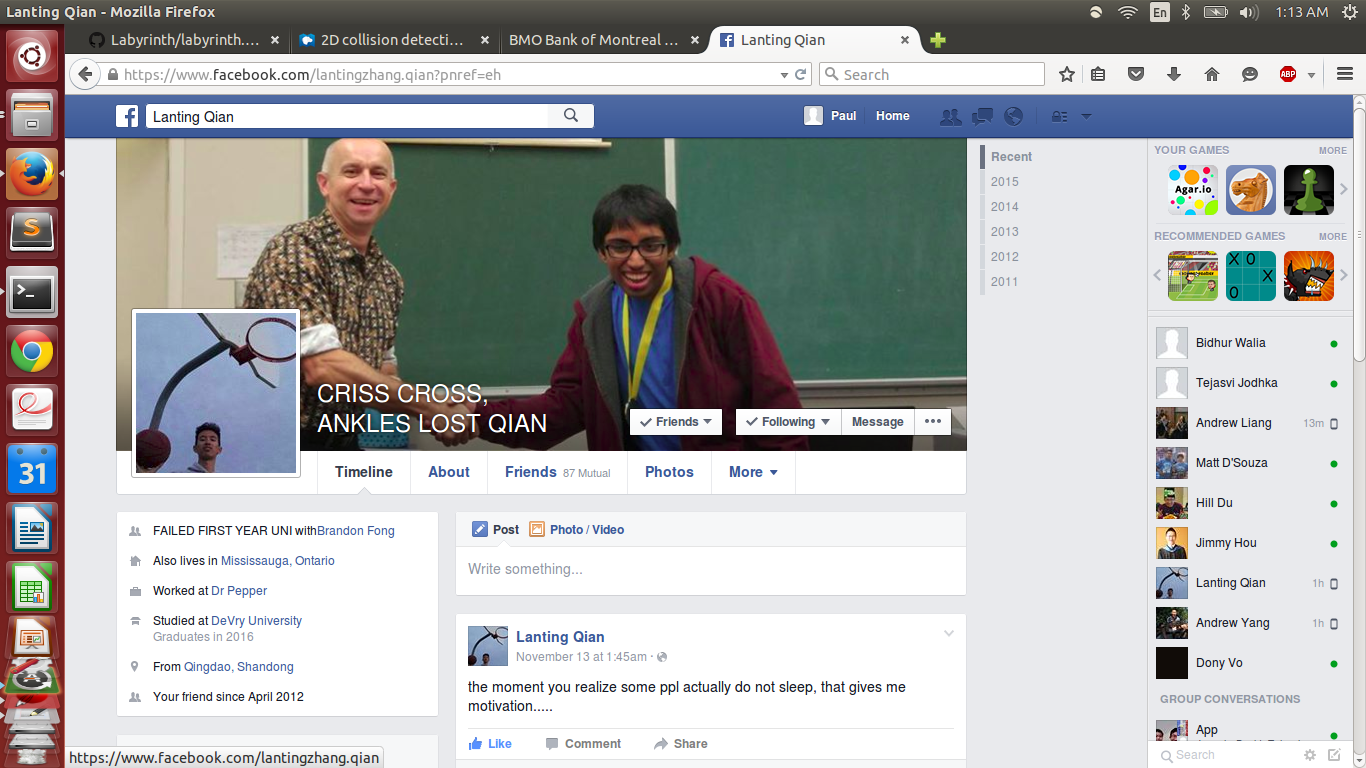 Lanting Qian - Mozilla Firefox
En
1:13 AM
Labyrinth/labyrinth....
2D collision detecti...
BMO Bank of Montreal ...
Lanting Qian
https://www.facebook.com/lantingzhang.qian?pnref=eh
Search
ABP
Lanting Qian
Paul
Home
Recent
2015
2014
2013
2012
2011
CRISS CROSS,
ANKLES LOST QIAN
Friends
Following
Message
Timeline
About
Friends 87 Mutual
Photos
More
FAILED FIRST YEAR UNI withBrandon Fong
Also lives in Mississauga, Ontario
Worked at Dr Pepper
Studied at DeVry University
Graduates in 2016
From Qingdao, Shandong
Your friend since April 2012
Post
Photo / Video
Write something...
Lanting Qian
November 13 at 1:45am ·
the moment you realize some ppl actually do not sleep, that gives me
motivation.....
Like
Comment
Share
YOUR GAMES
MORE
Agar.io
RECOMMENDED GAMES
MORE
X O
X
O
Bidhur Walia
Tejasvi Jodhka
Andrew Liang 13m
Matt D'Souza
Hill Du
Jimmy Hou
Lanting Qian 1h
Andrew Yang 1h
Dony Vo
GROUP CONVERSATIONS
App
Search
31
https://www.facebook.com/lantingzhang.qian